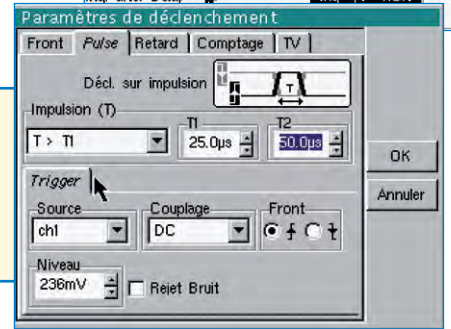 Paramètres de déclenchement
Front Pulse Retard Comptage TV
Décl. sur impulsion T
Impulsion (T)
T1 T2
T > T1 25.0µs 50.0µs
OK
Trigger
Annuler
Source Couplage Front
ch1 DC
Niveau
236mV Rejet Bruit